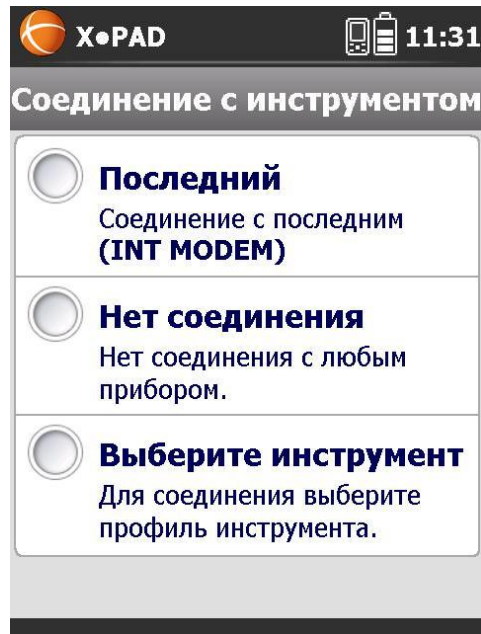 X•PAD 11:31
Соединение с инструментом
Последний
Соединение с последним
(INT MODEM)
Нет соединения
Нет соединения с любым
прибором.
Выберите инструмент
Для соединения выберите
профиль инструмента.